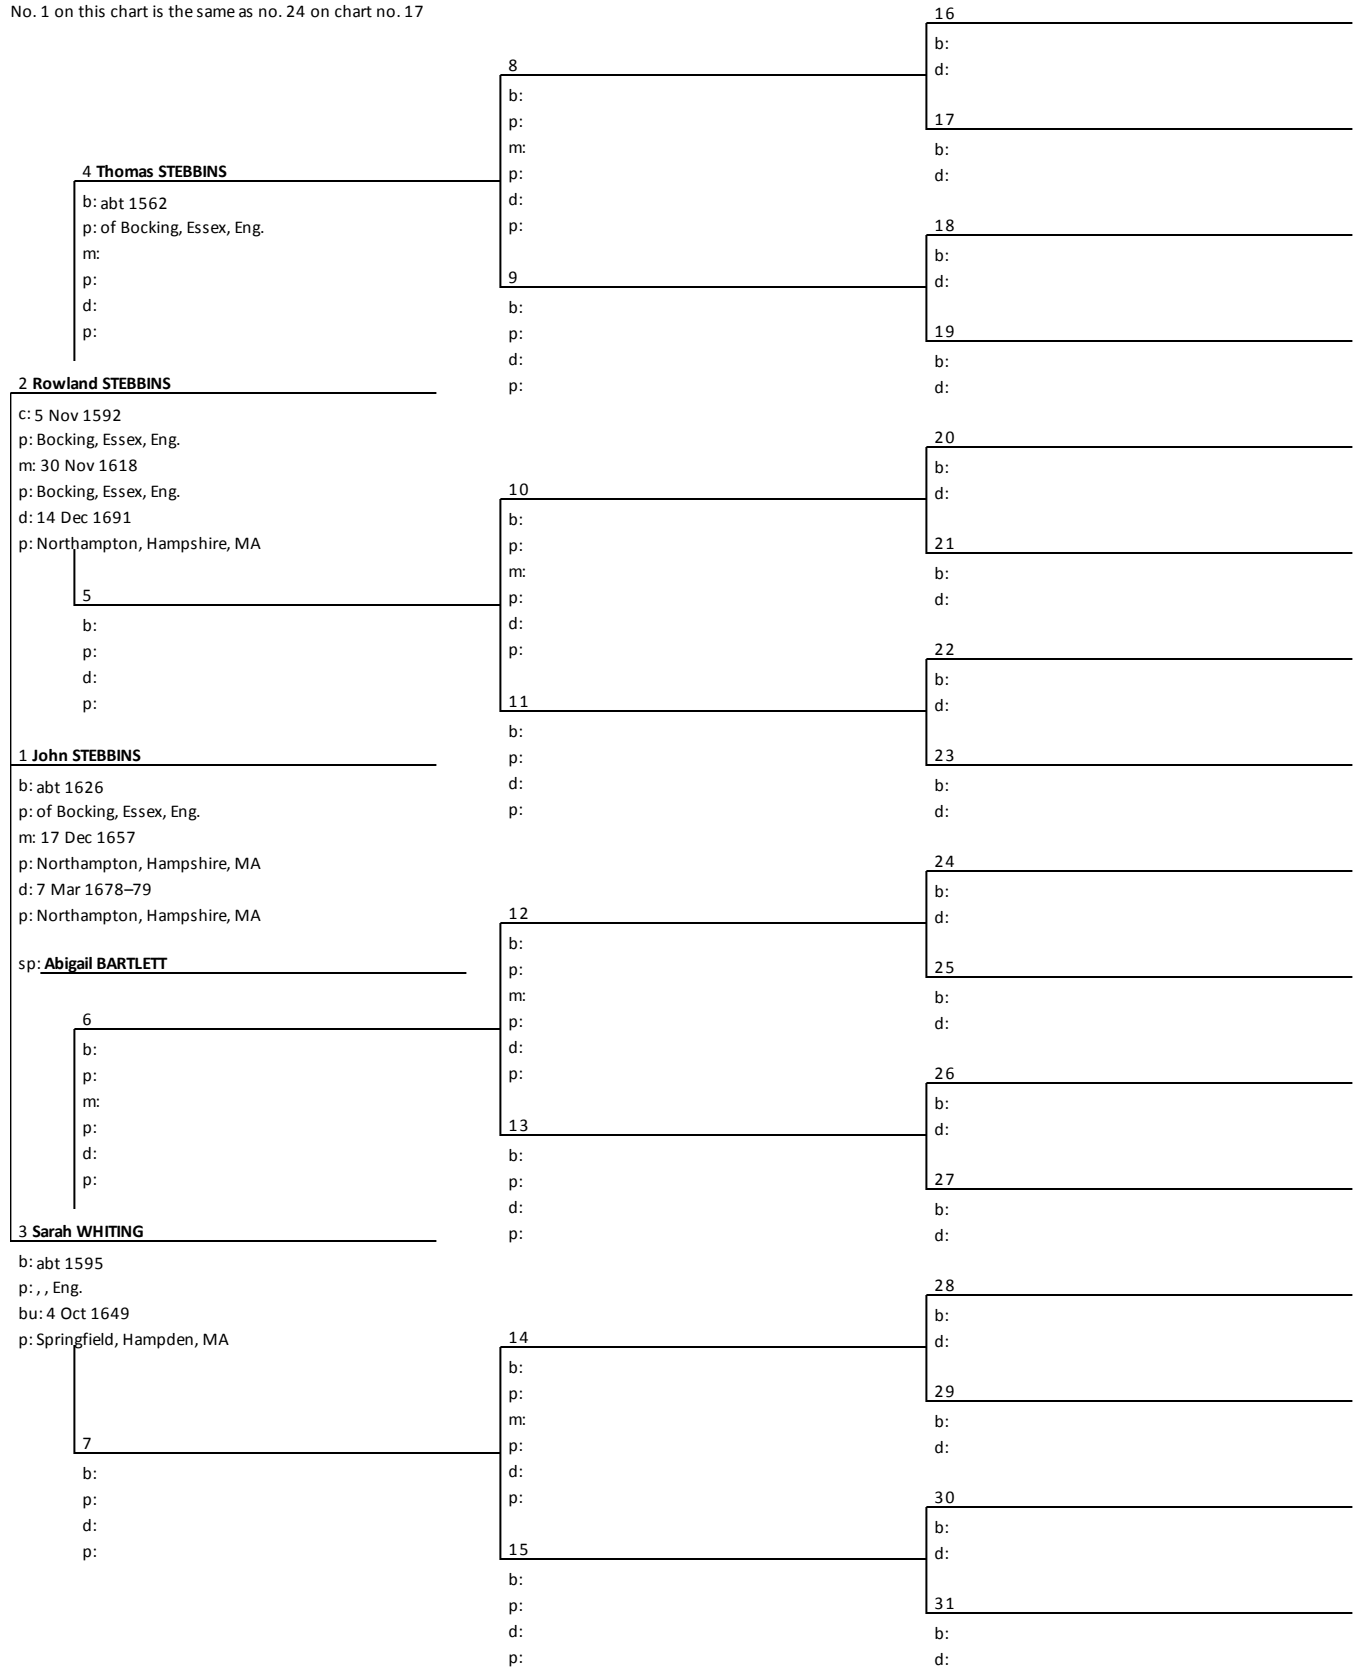 No. 1 on this chart is the same as no. 24 on chart no. 17
4 Thomas STEBBINS
b: abt 1562
p: of Bocking, Essex, Eng.
m:
p:
d:
p:
2 Rowland STEBBINS
c: 5 Nov 1592
p: Bocking, Essex, Eng.
m: 30 Nov 1618
p: Bocking, Essex, Eng.
d: 14 Dec 1691
p: Northampton, Hampshire, MA
5
b:
p:
d:
p:
1 John STEBBINS
b: abt 1626
p: of Bocking, Essex, Eng.
m: 17 Dec 1657
p: Northampton, Hampshire, MA
d: 7 Mar 1678–79
p: Northampton, Hampshire, MA
sp: Abigail BARTLETT
6
b:
p:
m:
p:
d:
p:
3 Sarah WHITING
b: abt 1595
p: , , Eng.
bu: 4 Oct 1649
p: Springfield, Hampden, MA
7
b:
p:
d:
p:
8
b:
p:
m:
p:
d:
p:
9
b:
p:
d:
p:
10
b:
p:
m:
p:
d:
p:
11
b:
p:
d:
p:
12
b:
p:
m:
p:
d:
p:
13
b:
p:
d:
p:
14
b:
p:
m:
p:
d:
p:
15
b:
p:
d:
p:
16
b:
d:
17
b:
d:
18
b:
d:
19
b:
d:
20
b:
d:
21
b:
d:
22
b:
d:
23
b:
d:
24
b:
d:
25
b:
d:
26
b:
d:
27
b:
d:
28
b:
d:
29
b:
d:
30
b:
d:
31
b:
d: